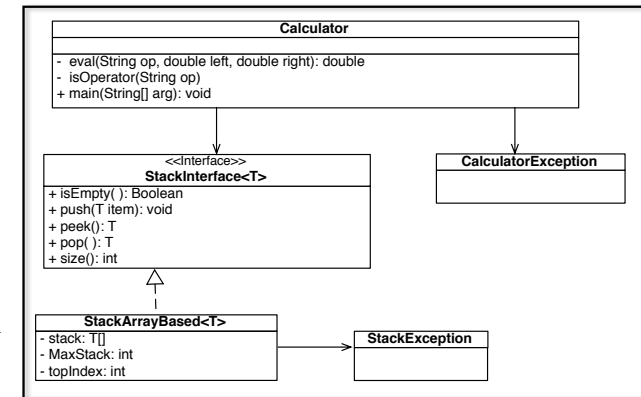 Calculator
- eval(String op, double left, double right): double
- isOperator(String op)
+ main(String[] arg): void
<<Interface>>
StackInterface<T>
+ isEmpty( ): Boolean
+ push(T item): void
+ peek(): T
+ pop( ): T
+ size(): int
CalculatorException
StackArrayBased<T>
- stack: T[]
- MaxStack: int
- topIndex: int
StackException